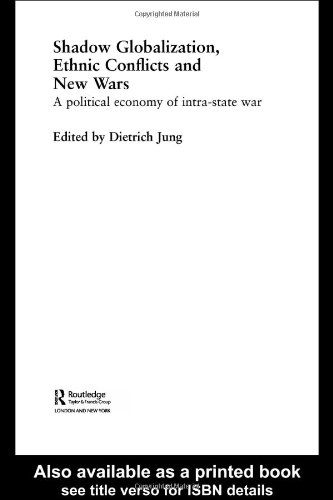 Copyrighted Material
Shadow Globalization,
Ethnic Conflicts and
New Wars
A political economy of intra-state war
Edited by Dietrich Jung
R
Routledge
Taylor & Francis Group
LONDON AND NEW YORK
Copyrighted Material
Also available as a printed book
see title verso for ISBN details